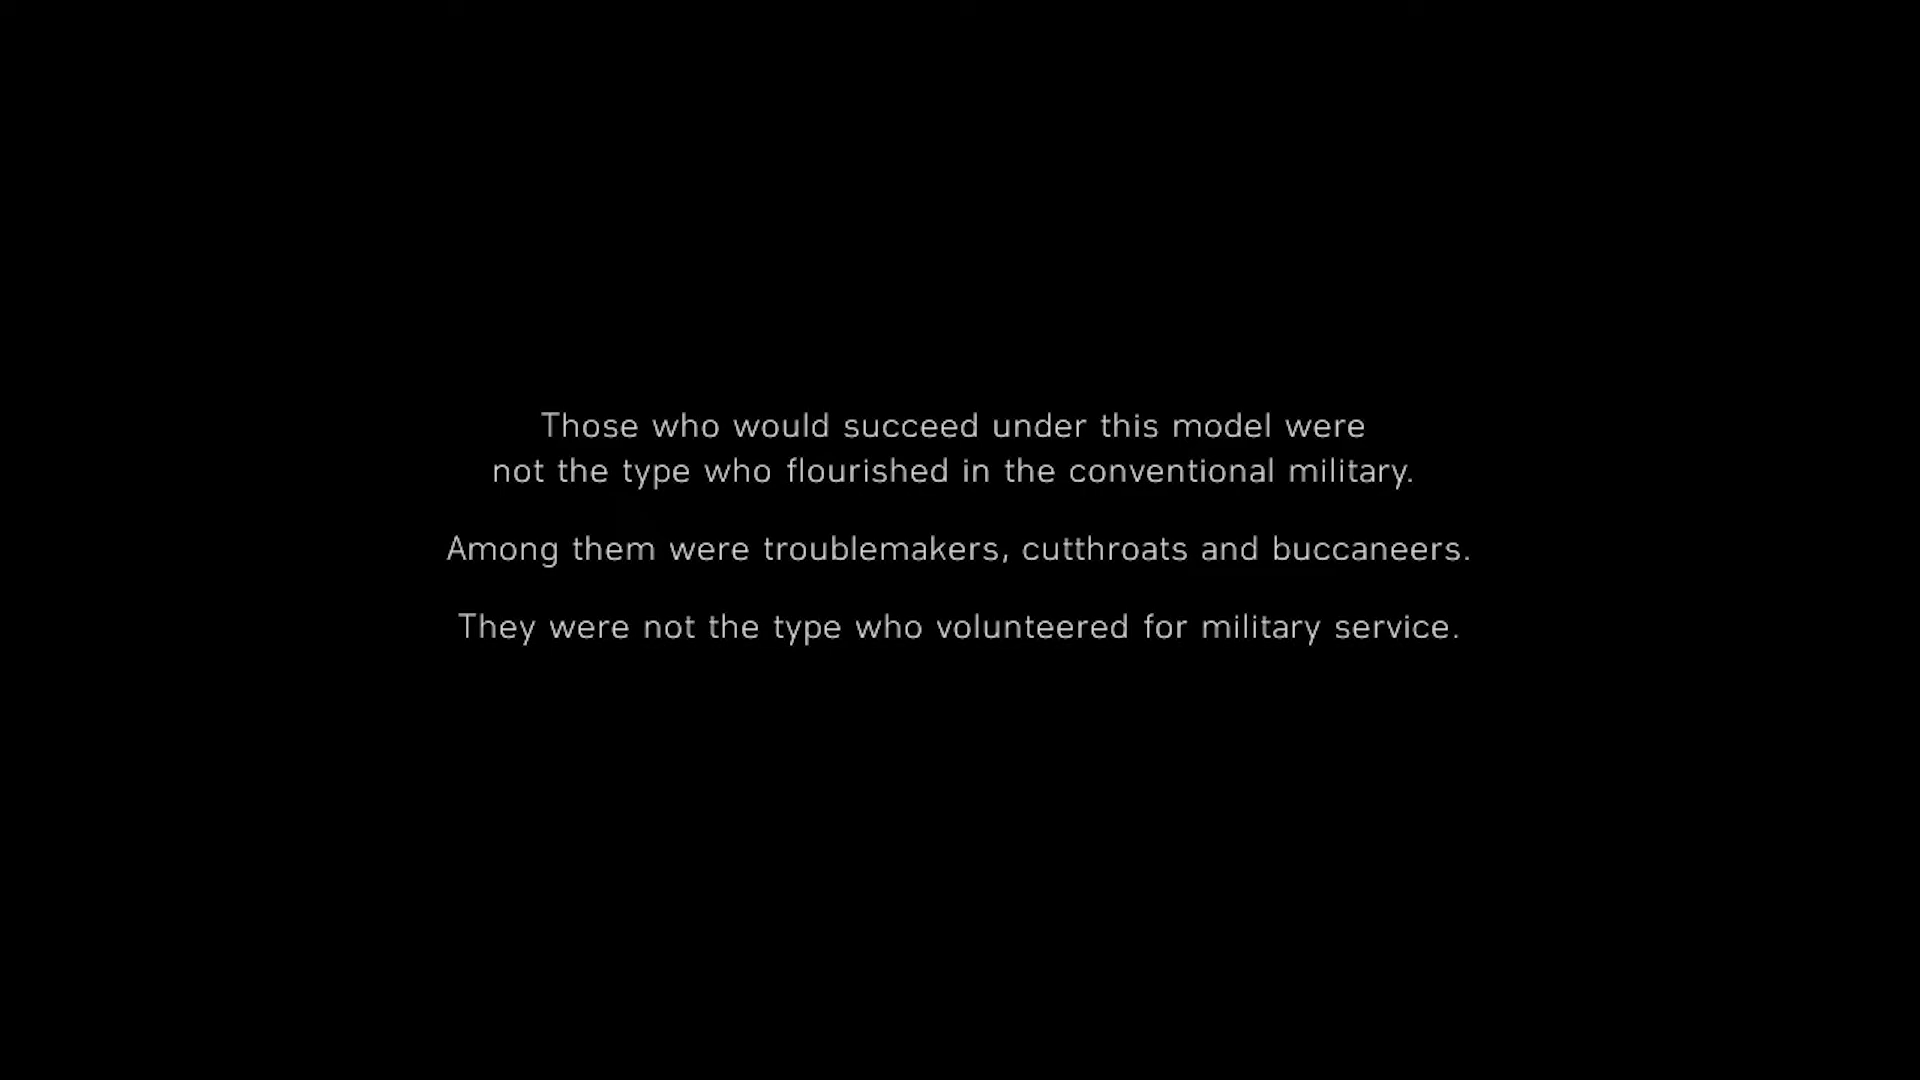 Those who would succeed under this model were
not the type who flourished in the conventional military.
Among them were troublemakers, cutthroats and buccaneers.
They were not the type who volunteered for military service.